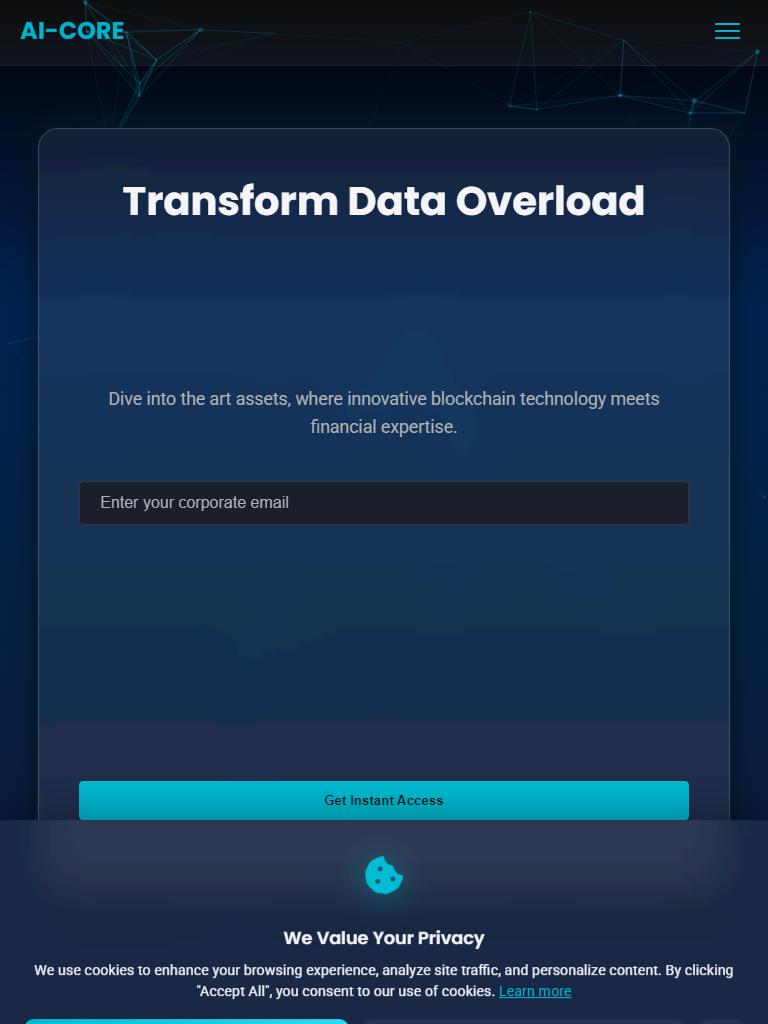 AI-CORE
Transform Data Overload
Dive into the art assets, where innovative blockchain technology meets
financial expertise.
Enter your corporate email
Get Instant Access
We Value Your Privacy
We use cookies to enhance your browsing experience, analyze site traffic, and personalize content. By clicking
"Accept All", you consent to our use of cookies. Learn more